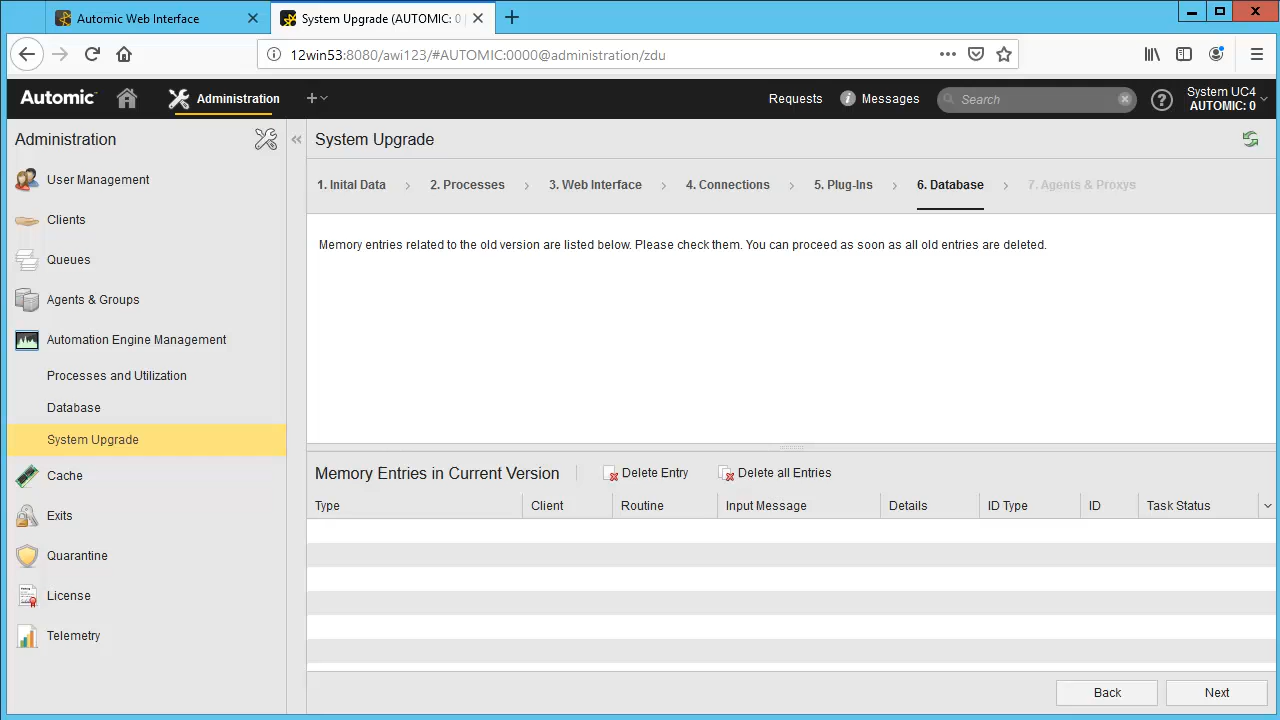 Automic Web Interface
System Upgrade (AUTOMIC: 0
12win53:8080/awi123/#AUTOMIC:0000@administration/zdu
Automic
Administration
Requests
Messages
Search
System UC4
AUTOMIC: 0
Administration
User Management
Clients
Queues
Agents & Groups
Automation Engine Management
Processes and Utilization
Database
System Upgrade
Cache
Exits
Quarantine
License
Telemetry
System Upgrade
1. Inital Data
2. Processes
3. Web Interface
4. Connections
5. Plug-Ins
6. Database
7. Agents & Proxys
Memory entries related to the old version are listed below. Please check them. You can proceed as soon as all old entries are deleted.
Memory Entries in Current Version
Delete Entry
Delete all Entries
Type Client Routine Input Message Details ID Type ID Task Status
Back
Next